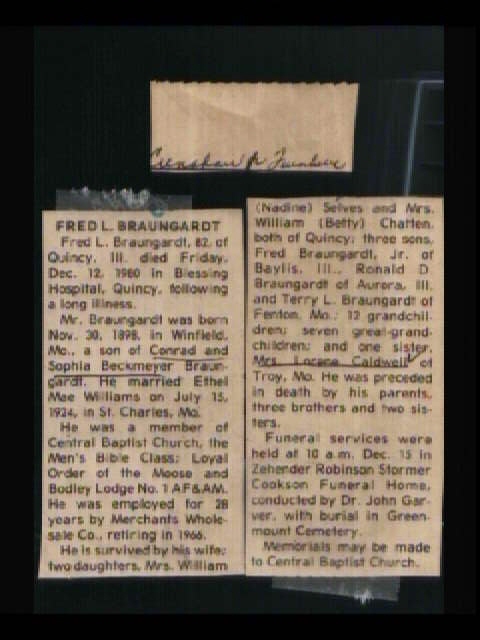 Crenshaw
FRED L. BRAUNGARDT
Fred L. Braungardt, 82, of
Quincy, Ill. died Friday,
Dec. 12, 1980 in Blessing
Hospital, Quincy, following
a long illness.
Mr. Braungardt was born
Nov. 30, 1898, in Winfield,
Mo., a son of Conrad and
Sophia Beckmeyer Braun-
gardt. He married Ethel
Mae Williams on July 15,
1924, in St. Charles, Mo.
He was a member of
Central Baptist Church, the
Men's Bible Class; Loyal
Order of the Moose and
Bodley Lodge No. 1 AF&AM.
He was employed for 28
years by Merchants Whole-
sale Co., retiring in 1966.
He is survived by his wife;
two daughters, Mrs. William
(Nadine) Selves and Mrs.
William (Betty) Chatten,
both of Quincy; three sons,
Fred Braungardt, Jr. of
Baylis, Ill., Ronald D.
Braungardt of Aurora, Ill.
and Terry L. Braungardt of
Fenton, Mo.; 12 grandchil-
dren; seven great-grand-
children; and one sister,
Mrs. Lorene Caldwell of
Troy, Mo. He was preceded
in death by his parents,
three brothers and two sis-
ters.
Funeral services were
held at 10 a.m. Dec. 15 in
Zehender Robinson Stormer
Cookson Funeral Home,
conducted by Dr. John Gar-
ver, with burial in Green-
mount Cemetery.
Memorials may be made
to Central Baptist Church.